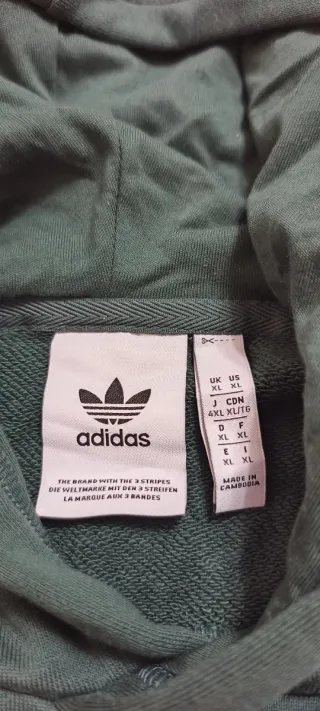 adidas
THE BRAND WITH THE 3 STRIPES
DIE WELTMARKE MIT DEN 3 STREIFEN
LA MARQUE AUX 3 BANDES
UK US
XL XL
J CDN
4XL XL/TG
D F
XL XL
E I
XL XL
MADE IN
CAMBODIA